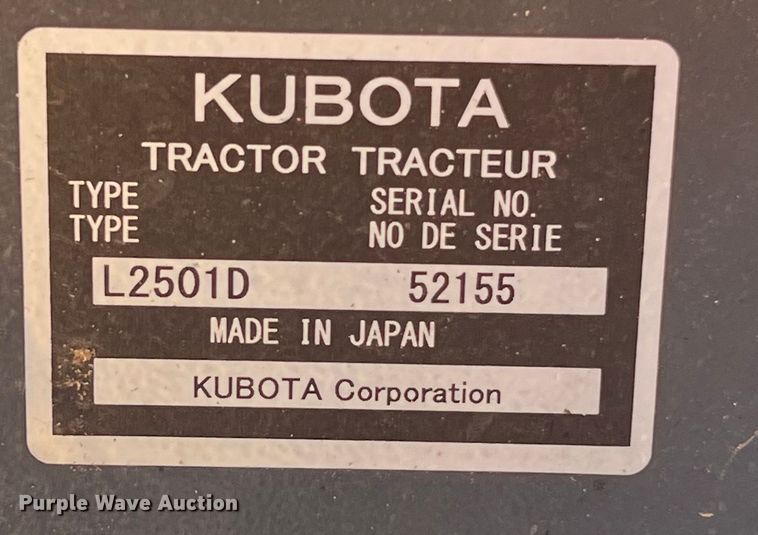 KUBOTA
TRACTOR TRACTEUR
TYPE SERIAL NO.
TYPE NO DE SERIE
L2501D 52155
MADE IN JAPAN
KUBOTA Corporation
Purple Wave Auction